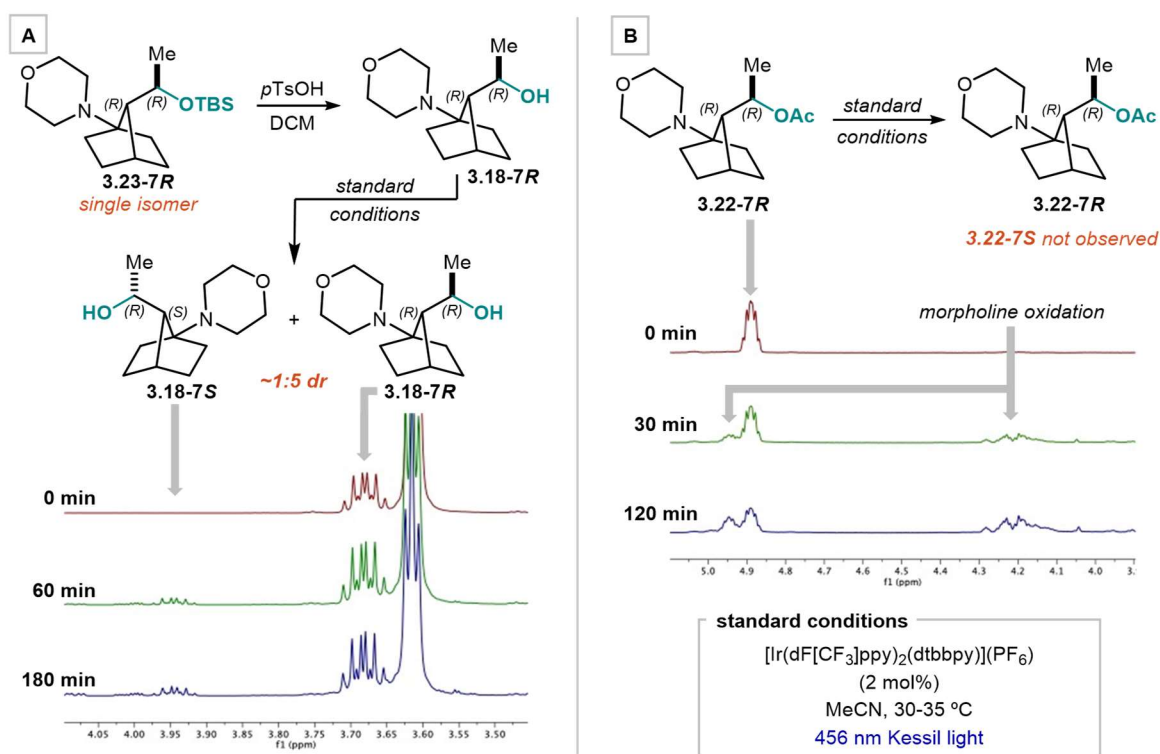 A
Me
O
N
(R)
(R)
OTBS
3.23-7R
single isomer
pTsOH
DCM
Me
O
N
(R)
(R)
OH
3.18-7R
standard
conditions
Me
HO
(R)
(S)
N
O
3.18-7S
+
~1:5 dr
Me
O
N
(R)
(R)
OH
3.18-7R
0 min
60 min
180 min
4.05 4.00 3.95 3.90 3.85 3.80 3.75 3.70 3.65 3.60 3.55 3.50
f1 (ppm)
B
Me
O
N
(R)
(R)
OAc
3.22-7R
standard
conditions
Me
O
N
(R)
(R)
OAc
3.22-7R
3.22-7S not observed
morpholine oxidation
0 min
30 min
120 min
5.0 4.9 4.8 4.7 4.6 4.5 4.4 4.3 4.2 4.1 4.0 3.
f1 (ppm)
standard conditions
[Ir(dF[CF3]ppy)2(dtbbpy)](PF6)
(2 mol%)
MeCN, 30-35 ºC
456 nm Kessil light